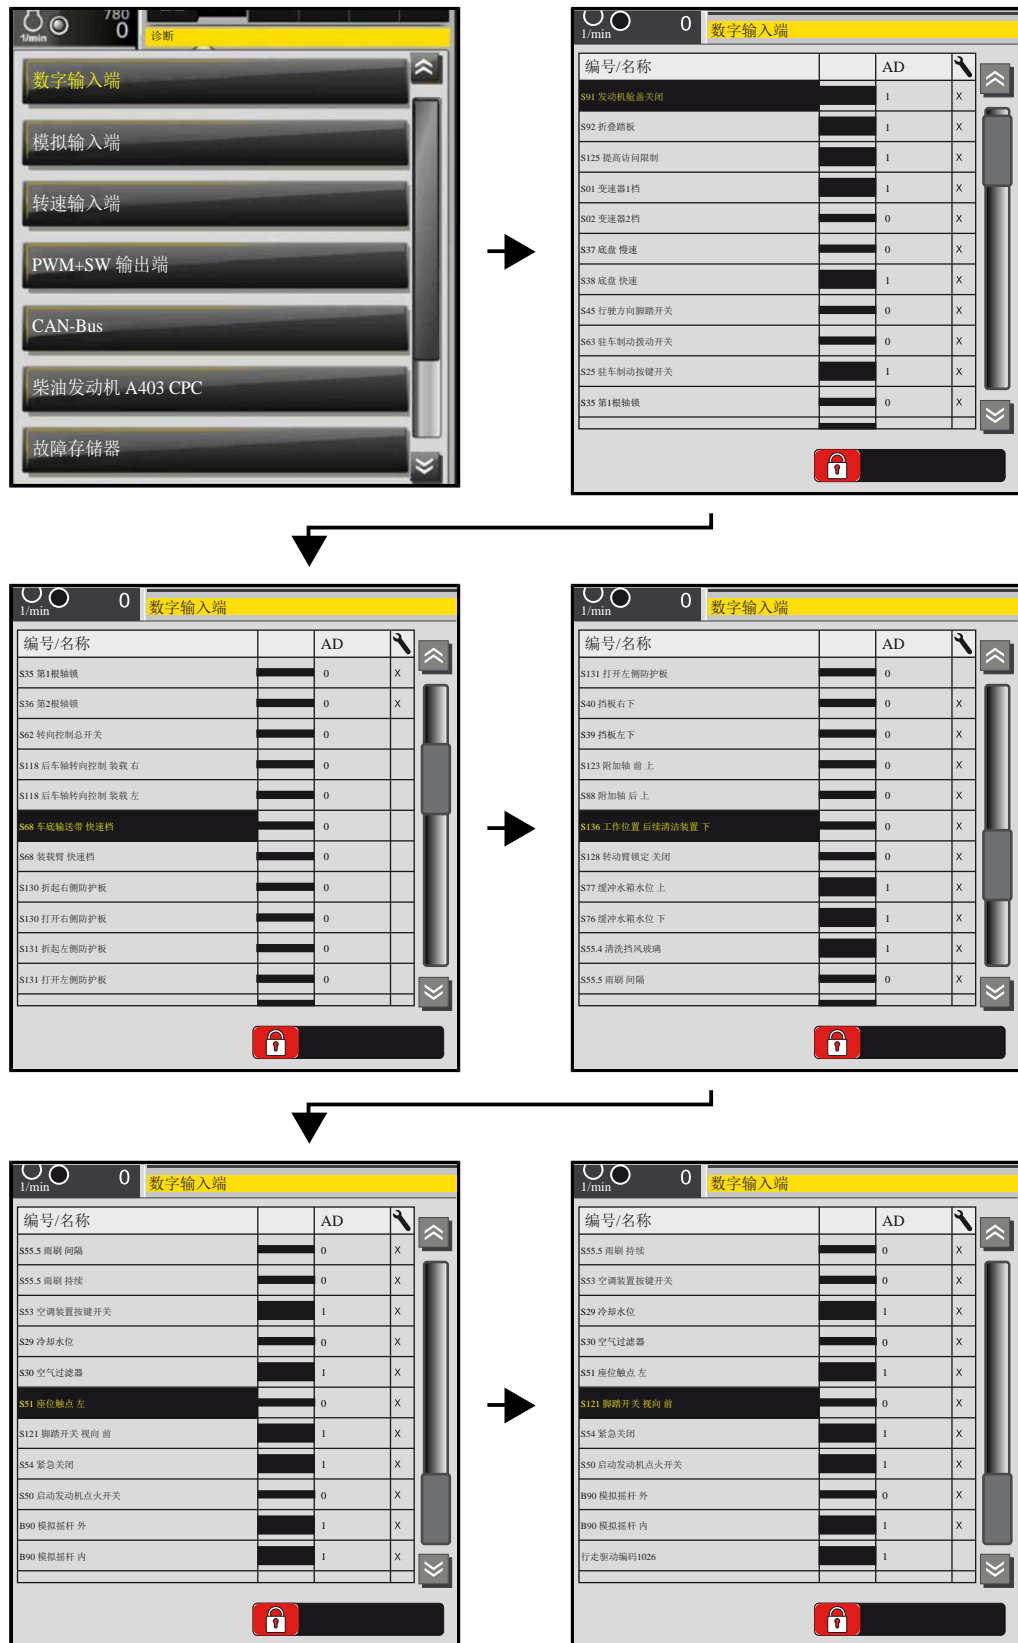 780
1/min
0
诊断
数字输入端
模拟输入端
转速输入端
PWM+SW 输出端
CAN-Bus
柴油发动机 A403 CPC
故障存储器
1/min 0 数字输入端
编号/名称 AD
S91 发动机舱盖关闭 1 X
S92 折叠踏板 1 X
S125 提高访问限制 1 X
S01 变速器1档 1 X
S02 变速器2档 0 X
S37 底盘 慢速 0 X
S38 底盘 快速 1 X
S45 行驶方向脚踏开关 0 X
S63 驻车制动拨动开关 0 X
S25 驻车制动按键开关 1 X
S35 第1根轴锁 0 X
1/min 0 数字输入端
编号/名称 AD
S35 第1根轴锁 0 X
S36 第2根轴锁 0 X
S62 转向控制总开关 0
S118 后车轴转向控制 装载 右 0
S118 后车轴转向控制 装载 左 0
S68 车底输送带 快速档 0
S68 装载臂 快速档 0
S130 折起右侧防护板 0
S130 打开右侧防护板 0
S131 折起左侧防护板 0
S131 打开左侧防护板 0
1/min 0 数字输入端
编号/名称 AD
S131 打开左侧防护板 0
S40 挡板右下 0 X
S39 挡板左下 0 X
S123 附加轴 前 上 0 X
S88 附加轴 后 上 0 X
S136 工作位置 后续清洁装置 下 0 X
S128 转动臂锁定 关闭 0 X
S77 缓冲水箱水位 上 1 X
S76 缓冲水箱水位 下 1 X
S55.4 清洗挡风玻璃 1 X
S55.5 雨刷 间隔 0 X
1/min 0 数字输入端
编号/名称 AD
S55.5 雨刷 间隔 0 X
S55.5 雨刷 持续 0 X
S53 空调装置按键开关 1 X
S29 冷却水位 0 X
S30 空气过滤器 1 X
S51 座位触点 左 0 X
S121 脚踏开关 视向 前 1 X
S54 紧急关闭 1 X
S50 启动发动机点火开关 0 X
B90 模拟摇杆 外 1 X
B90 模拟摇杆 内 1 X
1/min 0 数字输入端
编号/名称 AD
S55.5 雨刷 持续 0 X
S53 空调装置按键开关 0 X
S29 冷却水位 1 X
S30 空气过滤器 0 X
S51 座位触点 左 1 X
S121 脚踏开关 视向 前 0 X
S54 紧急关闭 1 X
S50 启动发动机点火开关 1 X
B90 模拟摇杆 外 0 X
B90 模拟摇杆 内 1 X
行走驱动编码1026 1